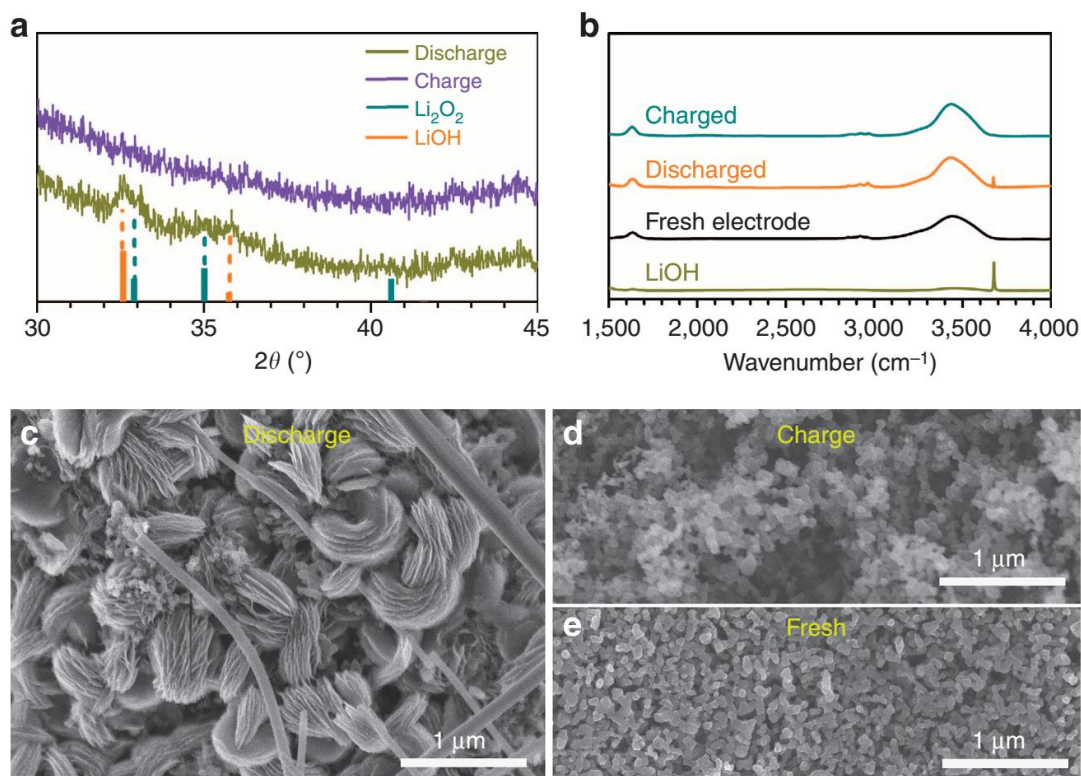 a
Discharge
Charge
Li₂O₂
LiOH
30
35
40
45
2θ (°)
b
Charged
Discharged
Fresh electrode
LiOH
1,500
2,000
2,500
3,000
3,500
4,000
Wavenumber (cm⁻¹)
c
Discharge
1 μm
d
Charge
1 μm
e
Fresh
1 μm